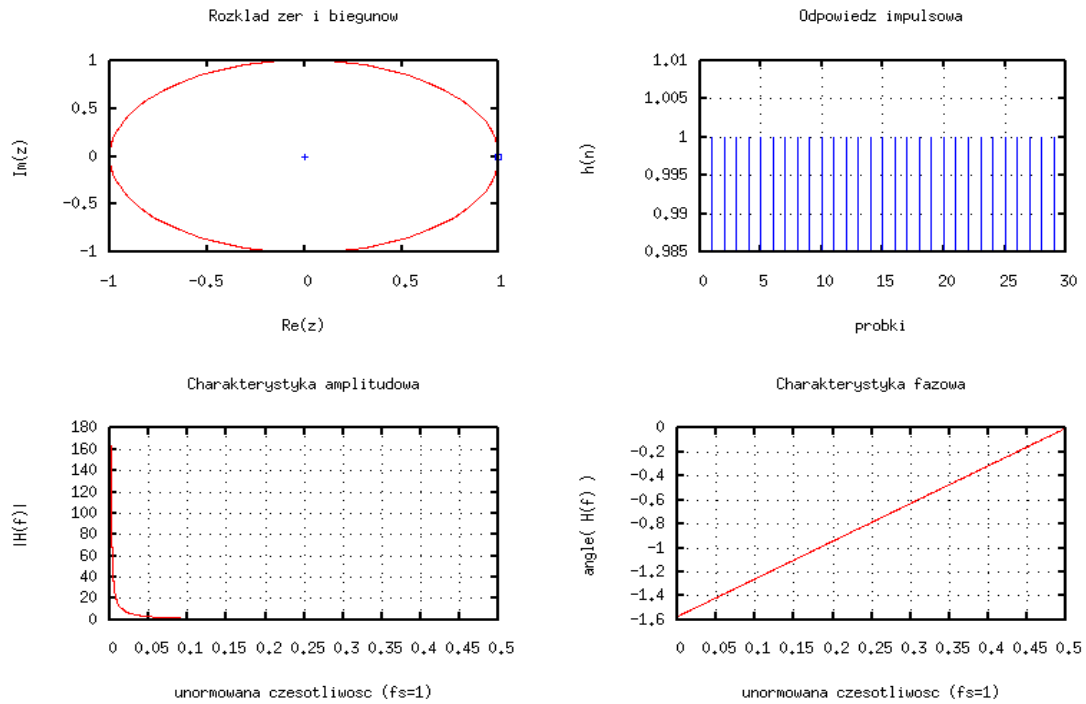 Rozklad zer i biegunow
Im(z)
1
0.5
0
-0.5
-1
-1 -0.5 0 0.5 1
Re(z)
Odpowiedz impulsowa
h(n)
1.01
1.005
1
0.995
0.99
0.985
0 5 10 15 20 25 30
probki
Charakterystyka amplitudowa
|H(f)|
180
160
140
120
100
80
60
40
20
0
0 0.05 0.1 0.15 0.2 0.25 0.3 0.35 0.4 0.45 0.5
unormowana czesotliwosc (fs=1)
Charakterystyka fazowa
angle( H(f) )
0
-0.2
-0.4
-0.6
-0.8
-1
-1.2
-1.4
-1.6
0 0.05 0.1 0.15 0.2 0.25 0.3 0.35 0.4 0.45 0.5
unormowana czesotliwosc (fs=1)